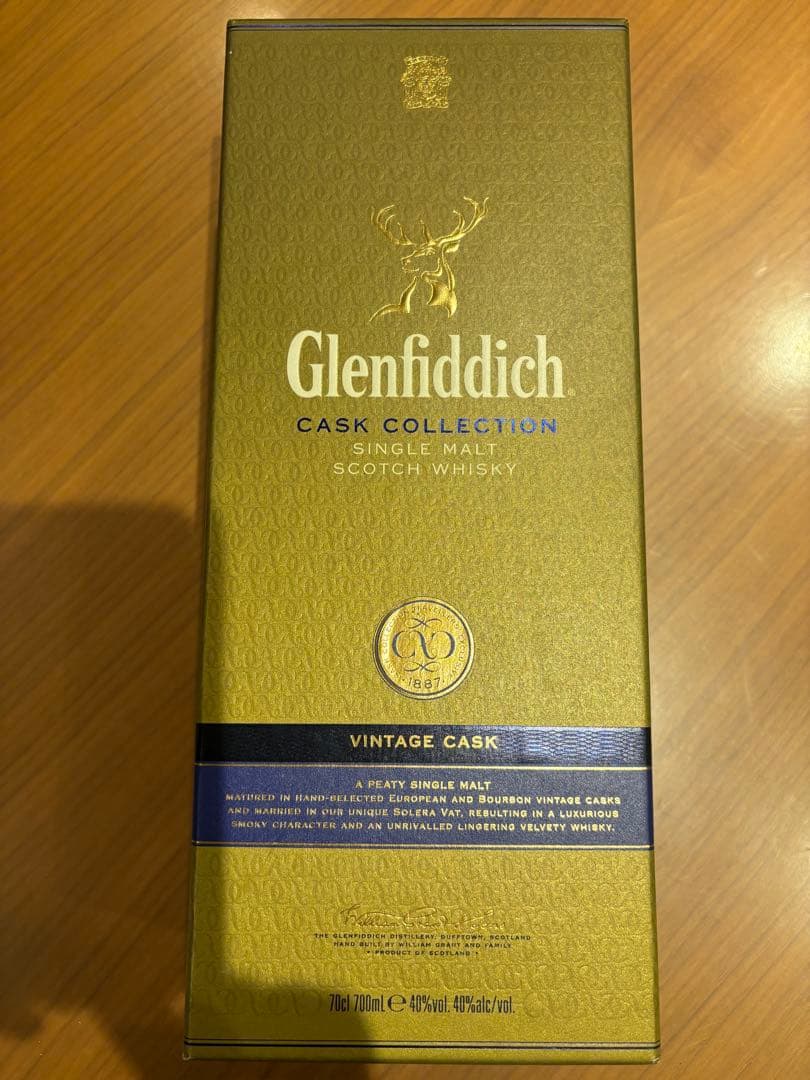 Glenfiddich
CASK COLLECTION
SINGLE MALT
SCOTCH WHISKY
1887
VINTAGE CASK
A PEATY SINGLE MALT
MATURED IN HAND-SELECTED EUROPEAN AND BOURBON VINTAGE CASKS
AND MARRIED IN OUR UNIQUE SOLERA VAT, RESULTING IN A LUXURIOUS
SMOKY CHARACTER AND AN UNRIVALLED LINGERING VELVETY WHISKY.
THE GLENFIDDICH DISTILLERY, DUFFTOWN, SCOTLAND
HAND BUILT BY WILLIAM GRANT AND FAMILY
• PRODUCT OF SCOTLAND •
70cl 700mL ℮ 40%vol. 40%alc/vol.